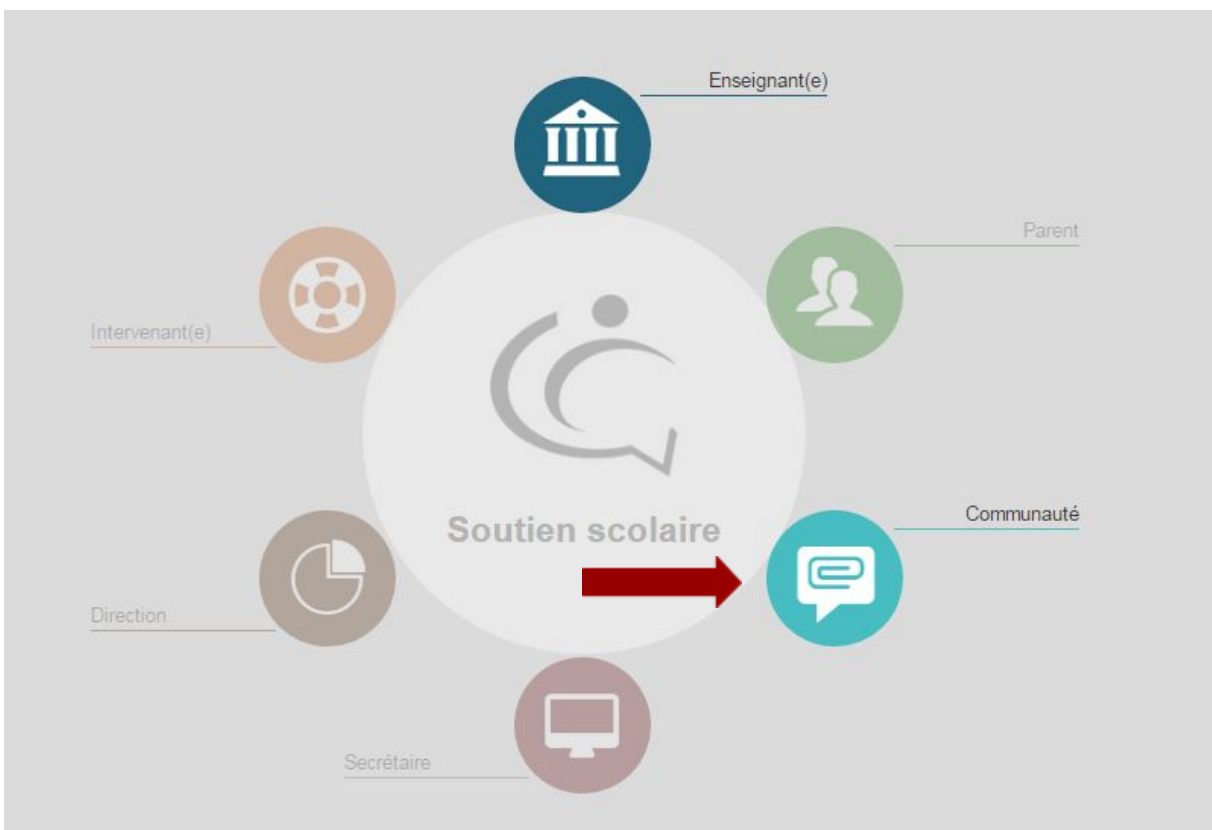 Enseignant(e)
Parent
Intervenant(e)
Soutien scolaire
Communauté
Direction
Secrétaire